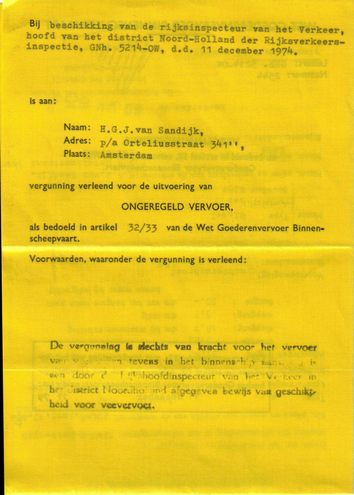 Bij beschikking van de rijksinspecteur van het Verkeer,
hoofd van het district Noord-Holland der Rijksverkeers-
inspectie, GNh. 5214-OW, d.d. 11 december 1974.
is aan:
Naam: H.G.J.van Sandijk,
Adres: p/a Orteliusstraat 341'',
Plaats: Amsterdam
vergunning verleend voor de uitvoering van
ONGEREGELD VERVOER,
als bedoeld in artikel 32/33 van de Wet Goederenvervoer Binnen-
scheepvaart.
Voorwaarden, waaronder de vergunning is verleend:
De vergunning is slechts van kracht voor het vervoer
van tevens in het binnenschip is
een door de hoofdinspecteur van het Verkeer in
het district Noord afgegeven bewijs van geschikt-
heid voor veevervoer.